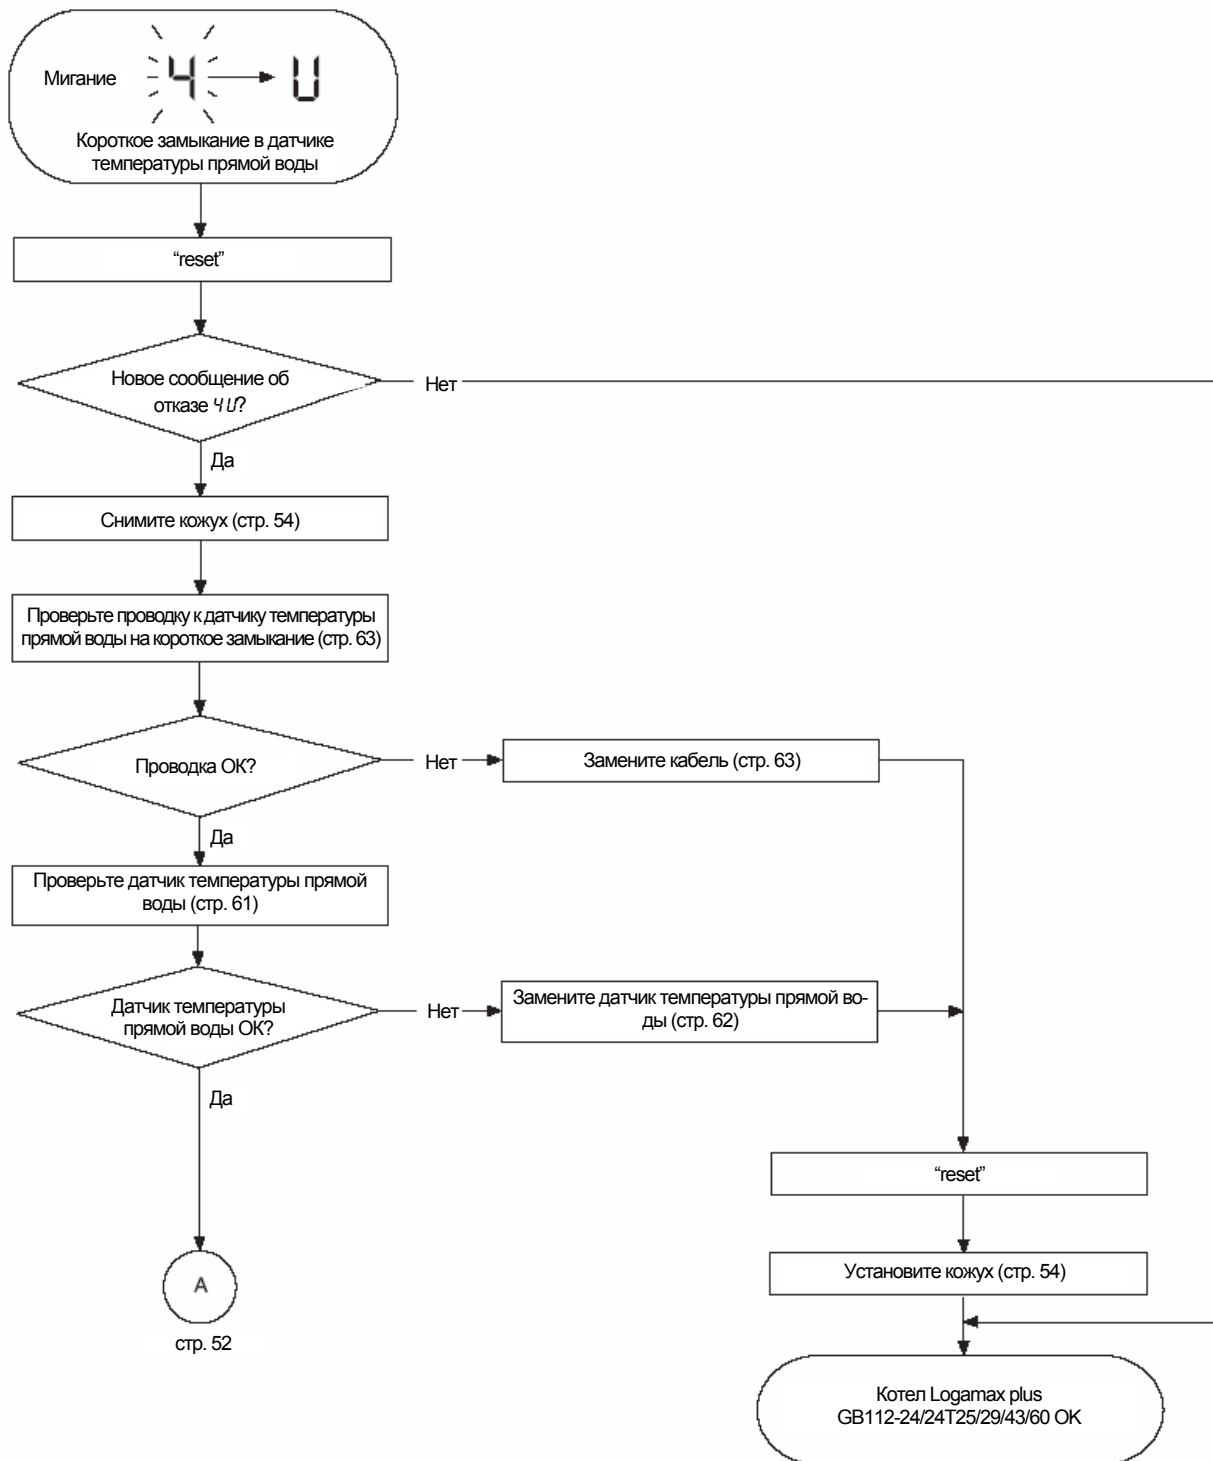 Мигание
4 U
Короткое замыкание в датчике
температуры прямой воды
“reset”
Новое сообщение об
отказе 4U?
Нет
Да
Снимите кожух (стр. 54)
Проверьте проводку к датчику температуры
прямой воды на короткое замыкание (стр. 63)
Проводка ОК?
Нет
Замените кабель (стр. 63)
Да
Проверьте датчик температуры прямой
воды (стр. 61)
Датчик температуры
прямой воды ОК?
Нет
Замените датчик температуры прямой во-
ды (стр. 62)
Да
“reset”
Установите кожух (стр. 54)
A
стр. 52
Котел Logamax plus
GB112-24/24T25/29/43/60 OK